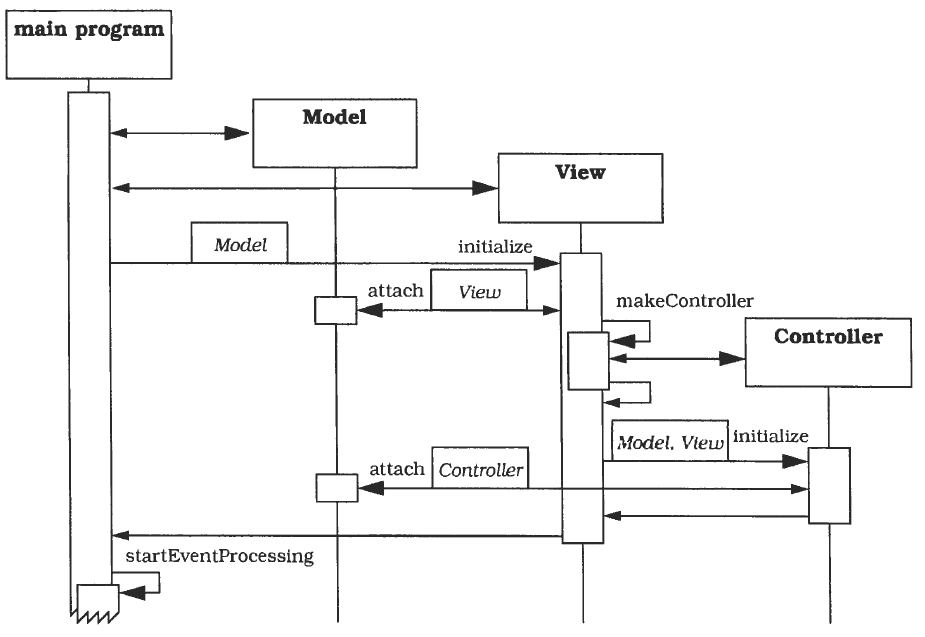 main program
Model
View
Model
initialize
attach
View
makeController
Controller
Model, View
initialize
attach
Controller
startEventProcessing